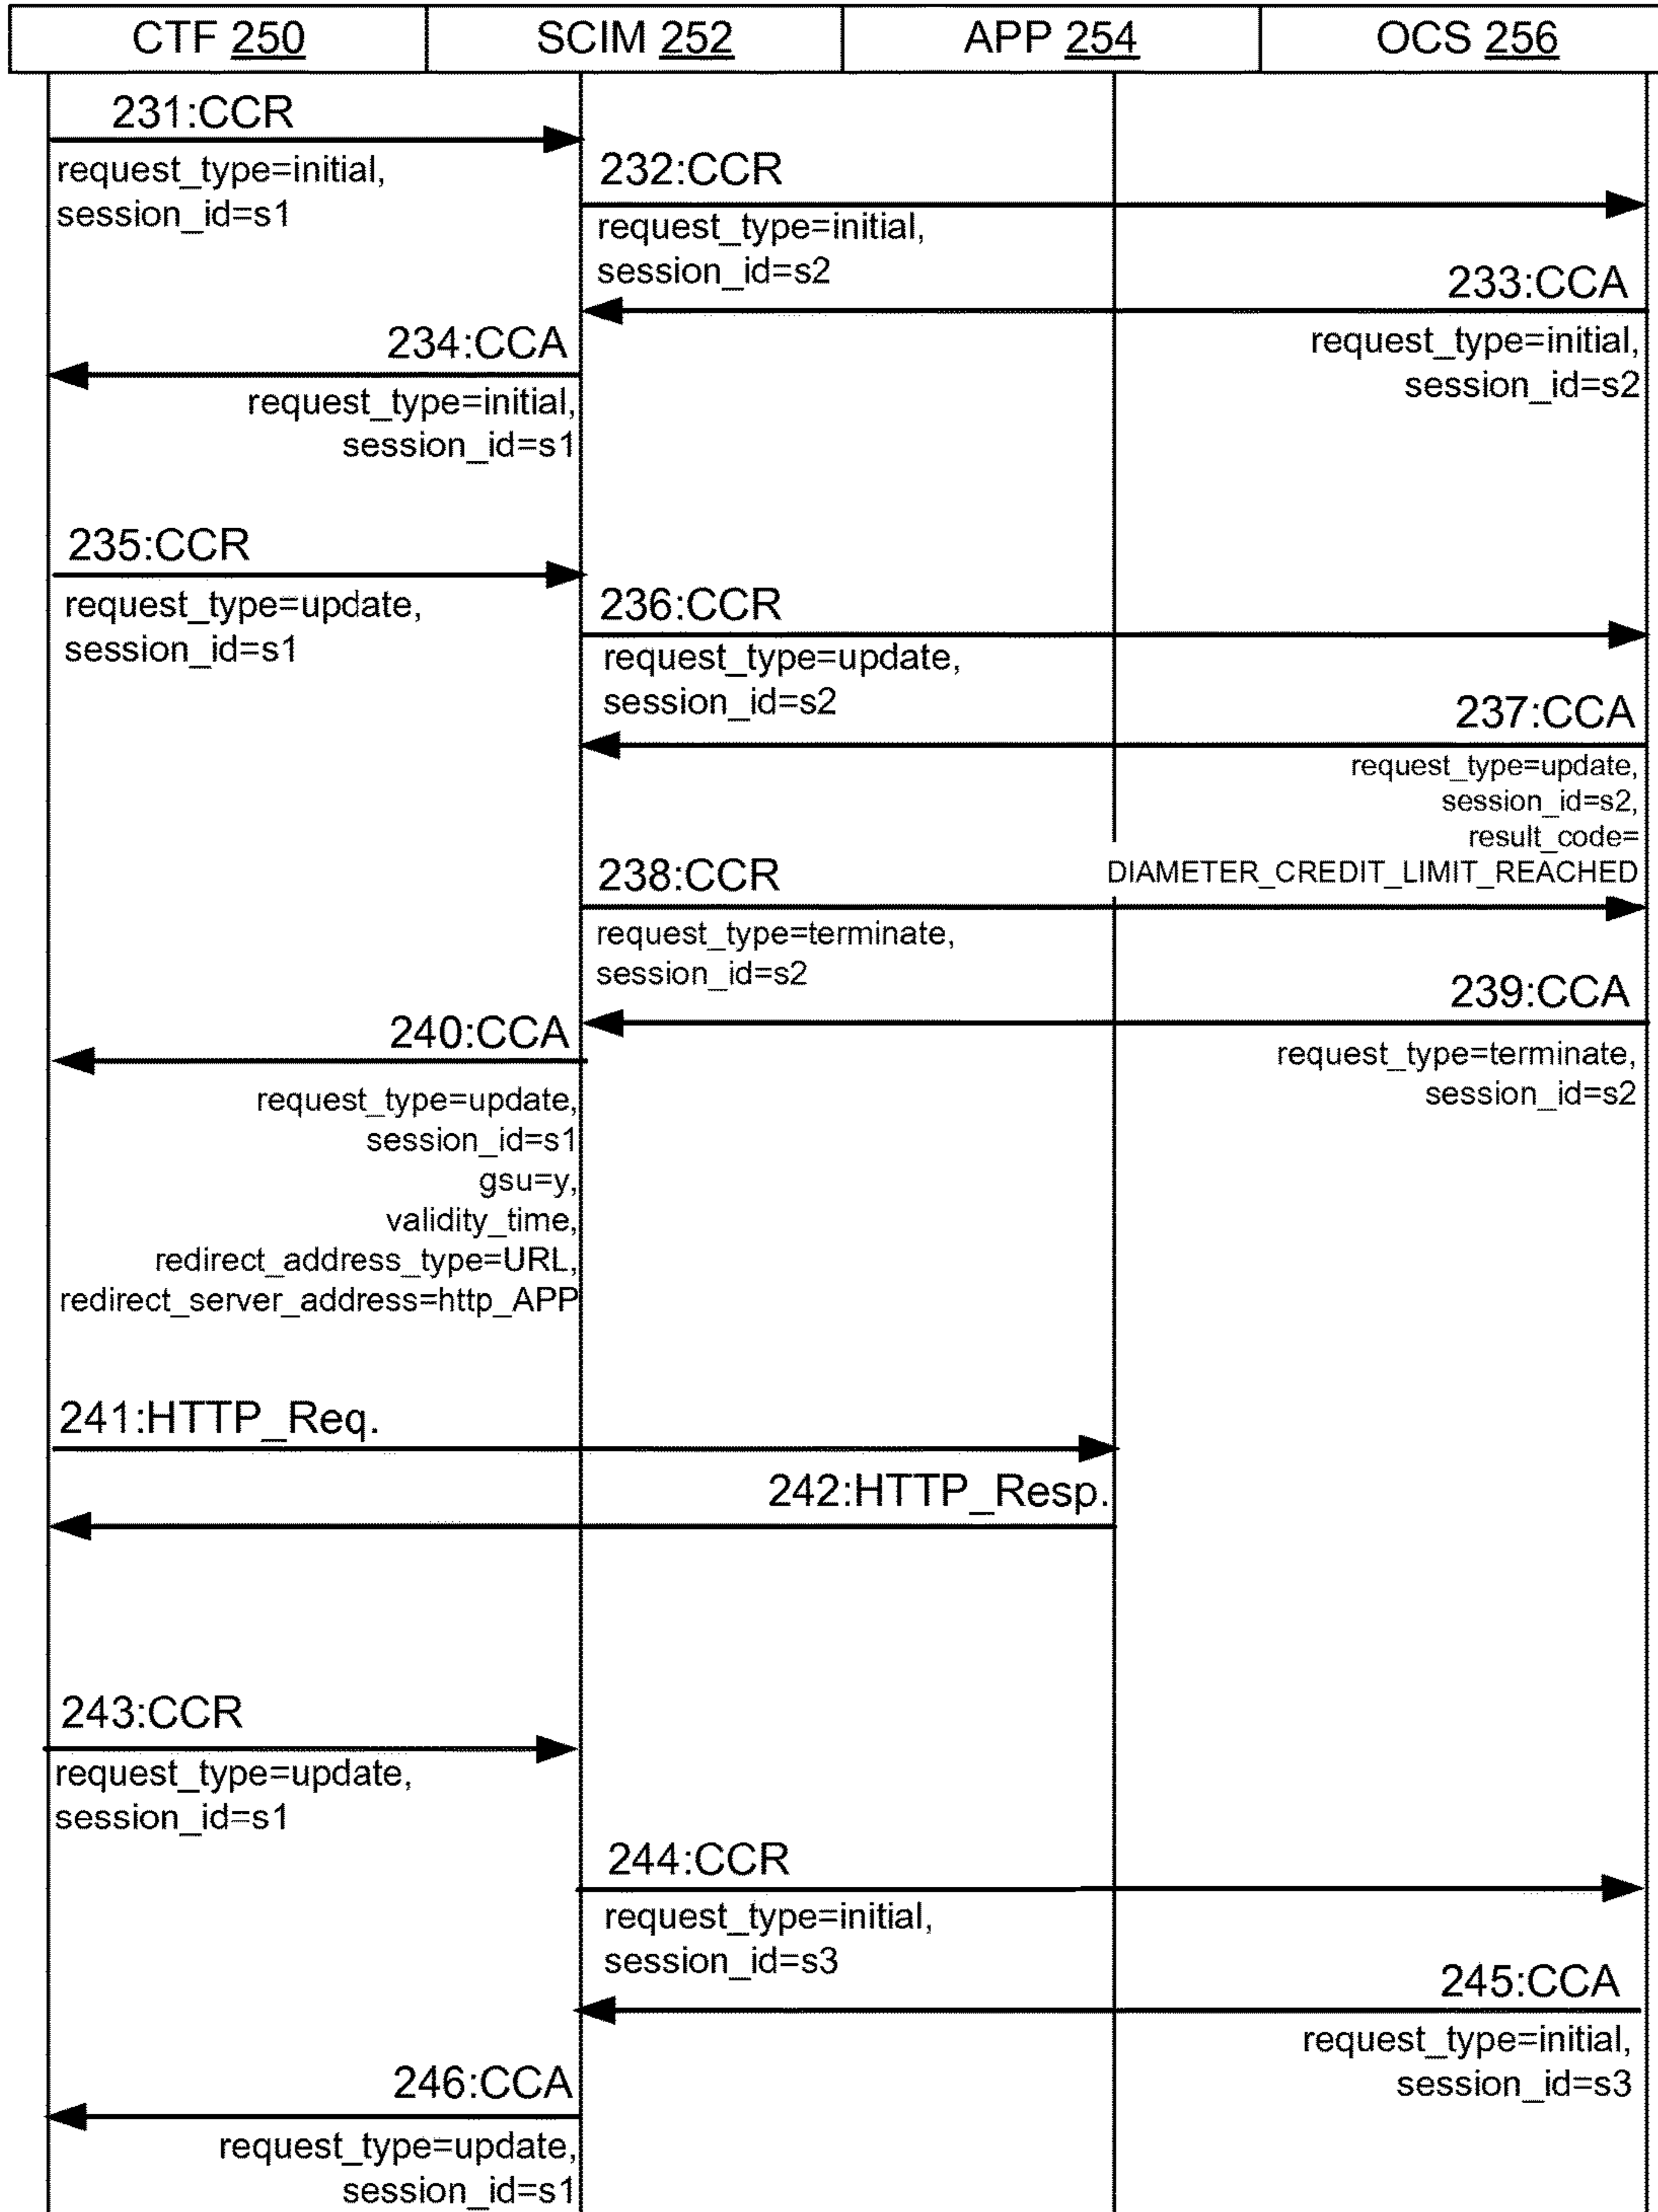 CTF 250
SCIM 252
APP 254
OCS 256
231:CCR
request_type=initial,
session_id=s1
232:CCR
request_type=initial,
session_id=s2
233:CCA
request_type=initial,
session_id=s2
234:CCA
request_type=initial,
session_id=s1
235:CCR
request_type=update,
session_id=s1
236:CCR
request_type=update,
session_id=s2
237:CCA
request_type=update,
session_id=s2,
result_code=
DIAMETER_CREDIT_LIMIT_REACHED
238:CCR
request_type=terminate,
session_id=s2
239:CCA
request_type=terminate,
session_id=s2
240:CCA
request_type=update,
session_id=s1
gsu=y,
validity_time,
redirect_address_type=URL,
redirect_server_address=http_APP
241:HTTP_Req.
242:HTTP_Resp.
243:CCR
request_type=update,
session_id=s1
244:CCR
request_type=initial,
session_id=s3
245:CCA
request_type=initial,
session_id=s3
246:CCA
request_type=update,
session_id=s1